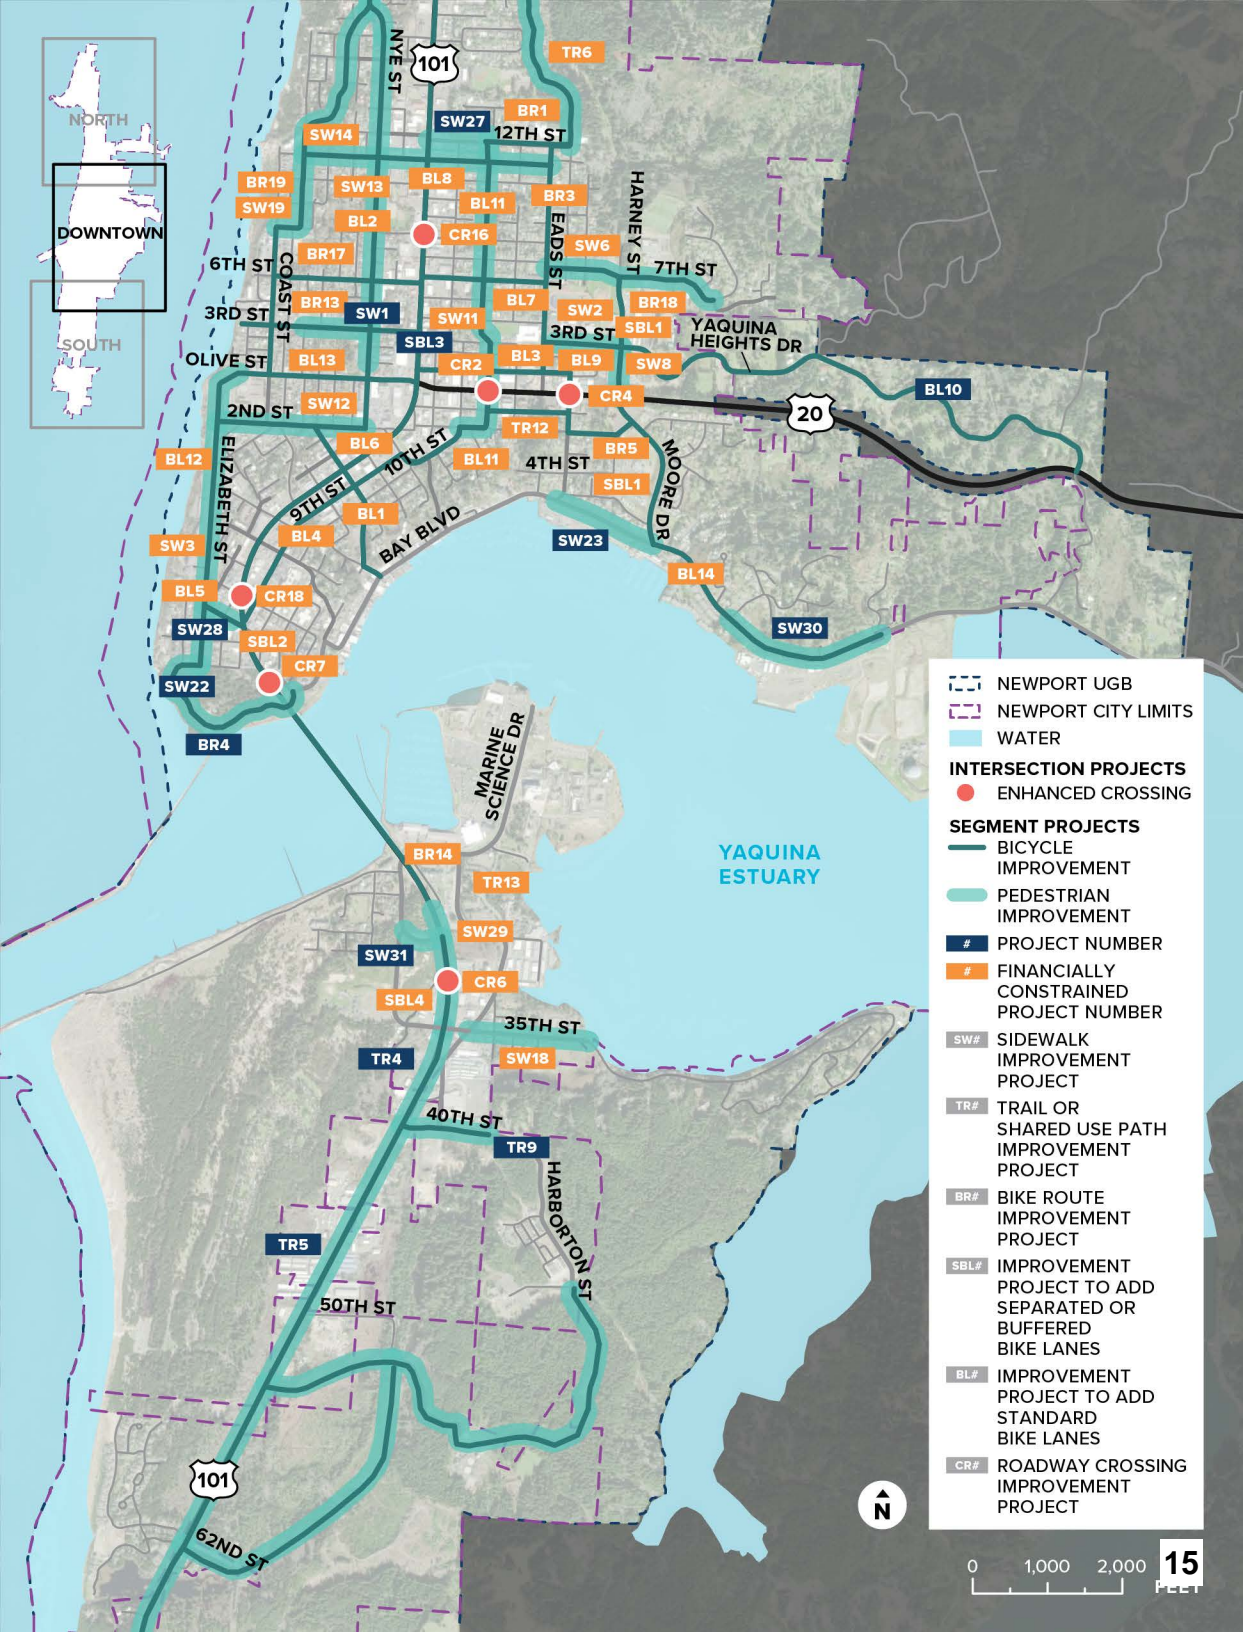 NORTH
DOWNTOWN
SOUTH
NYE ST
101
TR6
BR1
SW27
12TH ST
SW14
BR19
SW13
BL8
BR3
HARNEY ST
SW19
BL2
BL11
CR16
EADS ST
SW6
BR17
6TH ST
COAST ST
7TH ST
BR13
SW1
BL7
SW2
BR18
3RD ST
SW11
SBL1
YAQUINA
HEIGHTS DR
3RD ST
SBL3
OLIVE ST
BL13
CR2
BL3
BL9
SW8
BL10
CR4
SW12
2ND ST
20
TR12
BL6
10TH ST
BR5
MOORE DR
ELIZABETH ST
BL12
BL11
4TH ST
SBL1
9TH ST
BL1
BAY BLVD
SW3
BL4
SW23
BL14
BL5
CR18
SW28
SW30
SBL2
CR7
SW22
BR4
MARINE
SCIENCE DR
BR14
YAQUINA
ESTUARY
TR13
SW29
SW31
CR6
SBL4
35TH ST
TR4
SW18
40TH ST
TR9
HARBORTON ST
TR5
50TH ST
101
62ND ST
NEWPORT UGB
NEWPORT CITY LIMITS
WATER
INTERSECTION PROJECTS
ENHANCED CROSSING
SEGMENT PROJECTS
BICYCLE
IMPROVEMENT
PEDESTRIAN
IMPROVEMENT
# PROJECT NUMBER
# FINANCIALLY
CONSTRAINED
PROJECT NUMBER
SW# SIDEWALK
IMPROVEMENT
PROJECT
TR# TRAIL OR
SHARED USE PATH
IMPROVEMENT
PROJECT
BR# BIKE ROUTE
IMPROVEMENT
PROJECT
SBL# IMPROVEMENT
PROJECT TO ADD
SEPARATED OR
BUFFERED
BIKE LANES
BL# IMPROVEMENT
PROJECT TO ADD
STANDARD
BIKE LANES
CR# ROADWAY CROSSING
IMPROVEMENT
PROJECT
N
0 1,000 2,000
15